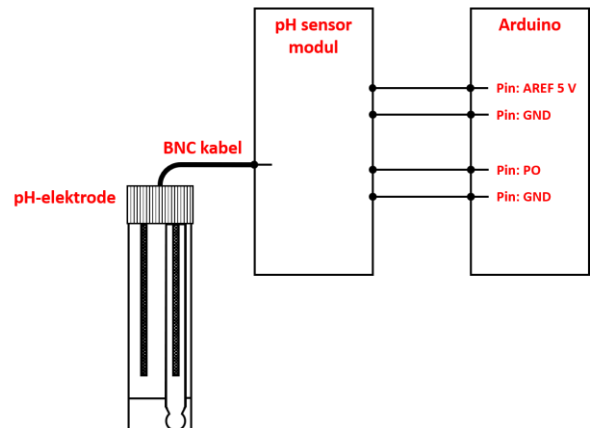 pH sensor
modul
Arduino
Pin: AREF 5 V
Pin: GND
BNC kabel
Pin: PO
pH-elektrode
Pin: GND